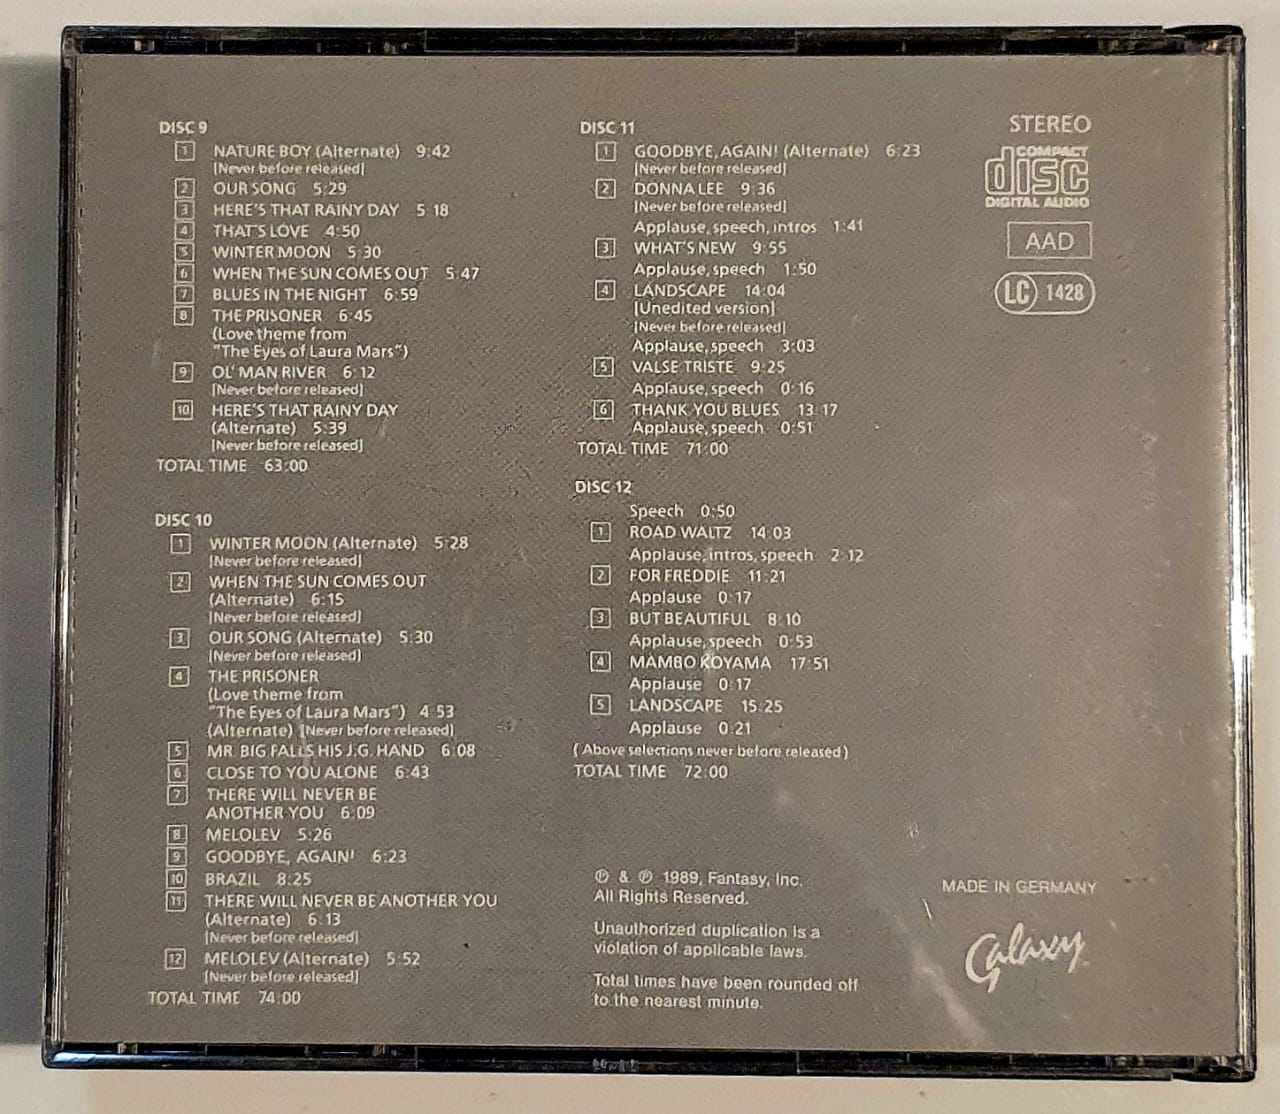 DISC 9
1 NATURE BOY (Alternate) 9:42
[Never before released]
2 OUR SONG 5:29
3 HERE'S THAT RAINY DAY 5:18
4 THAT'S LOVE 4:50
5 WINTER MOON 5:30
6 WHEN THE SUN COMES OUT 5:47
7 BLUES IN THE NIGHT 6:59
8 THE PRISONER 6:45
(Love theme from
"The Eyes of Laura Mars")
9 OL' MAN RIVER 6:12
[Never before released]
10 HERE'S THAT RAINY DAY
(Alternate) 5:39
[Never before released]
TOTAL TIME 63:00
DISC 10
1 WINTER MOON (Alternate) 5:28
[Never before released]
2 WHEN THE SUN COMES OUT
(Alternate) 6:15
[Never before released]
3 OUR SONG (Alternate) 5:30
[Never before released]
4 THE PRISONER
(Love theme from
"The Eyes of Laura Mars") 4:53
(Alternate) [Never before released]
5 MR. BIG FALLS HIS J.G. HAND 6:08
6 CLOSE TO YOU ALONE 6:43
7 THERE WILL NEVER BE
ANOTHER YOU 6:09
8 MELOLEV 5:26
9 GOODBYE, AGAIN! 6:23
10 BRAZIL 8:25
11 THERE WILL NEVER BE ANOTHER YOU
(Alternate) 6:13
[Never before released]
12 MELOLEV (Alternate) 5:52
[Never before released]
TOTAL TIME 74:00
DISC 11
1 GOODBYE, AGAIN! (Alternate) 6:23
[Never before released]
2 DONNA LEE 9:36
[Never before released]
Applause, speech, intros 1:41
3 WHAT'S NEW 9:55
Applause, speech 1:50
4 LANDSCAPE 14:04
[Unedited version]
[Never before released]
Applause, speech 3:03
5 VALSE TRISTE 9:25
Applause, speech 0:16
6 THANK YOU BLUES 13:17
Applause, speech 0:51
TOTAL TIME 71:00
DISC 12
Speech 0:50
1 ROAD WALTZ 14:03
Applause, intros, speech 2:12
2 FOR FREDDIE 11:21
Applause 0:17
3 BUT BEAUTIFUL 8:10
Applause, speech 0:53
4 MAMBO KOYAMA 17:51
Applause 0:17
5 LANDSCAPE 15:25
Applause 0:21
(Above selections never before released)
TOTAL TIME 72:00
℗ & ℗ 1989, Fantasy, Inc.
All Rights Reserved.
Unauthorized duplication is a
violation of applicable laws.
Total times have been rounded off
to the nearest minute.
STEREO
COMPACT
disc
DIGITAL AUDIO
AAD
LC 1428
MADE IN GERMANY
Galaxy